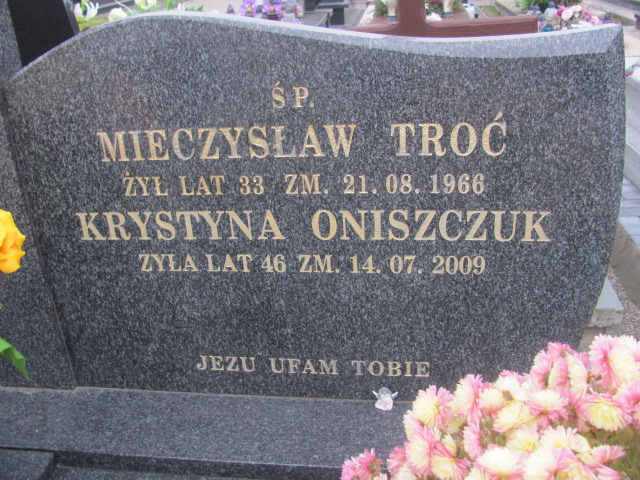 Ś P.
MIECZYSŁAW TROĆ
ŻYŁ LAT 33 ZM. 21. 08. 1966
KRYSTYNA ONISZCZUK
ŻYŁA LAT 46 ZM. 14. 07. 2009
JEZU UFAM TOBIE